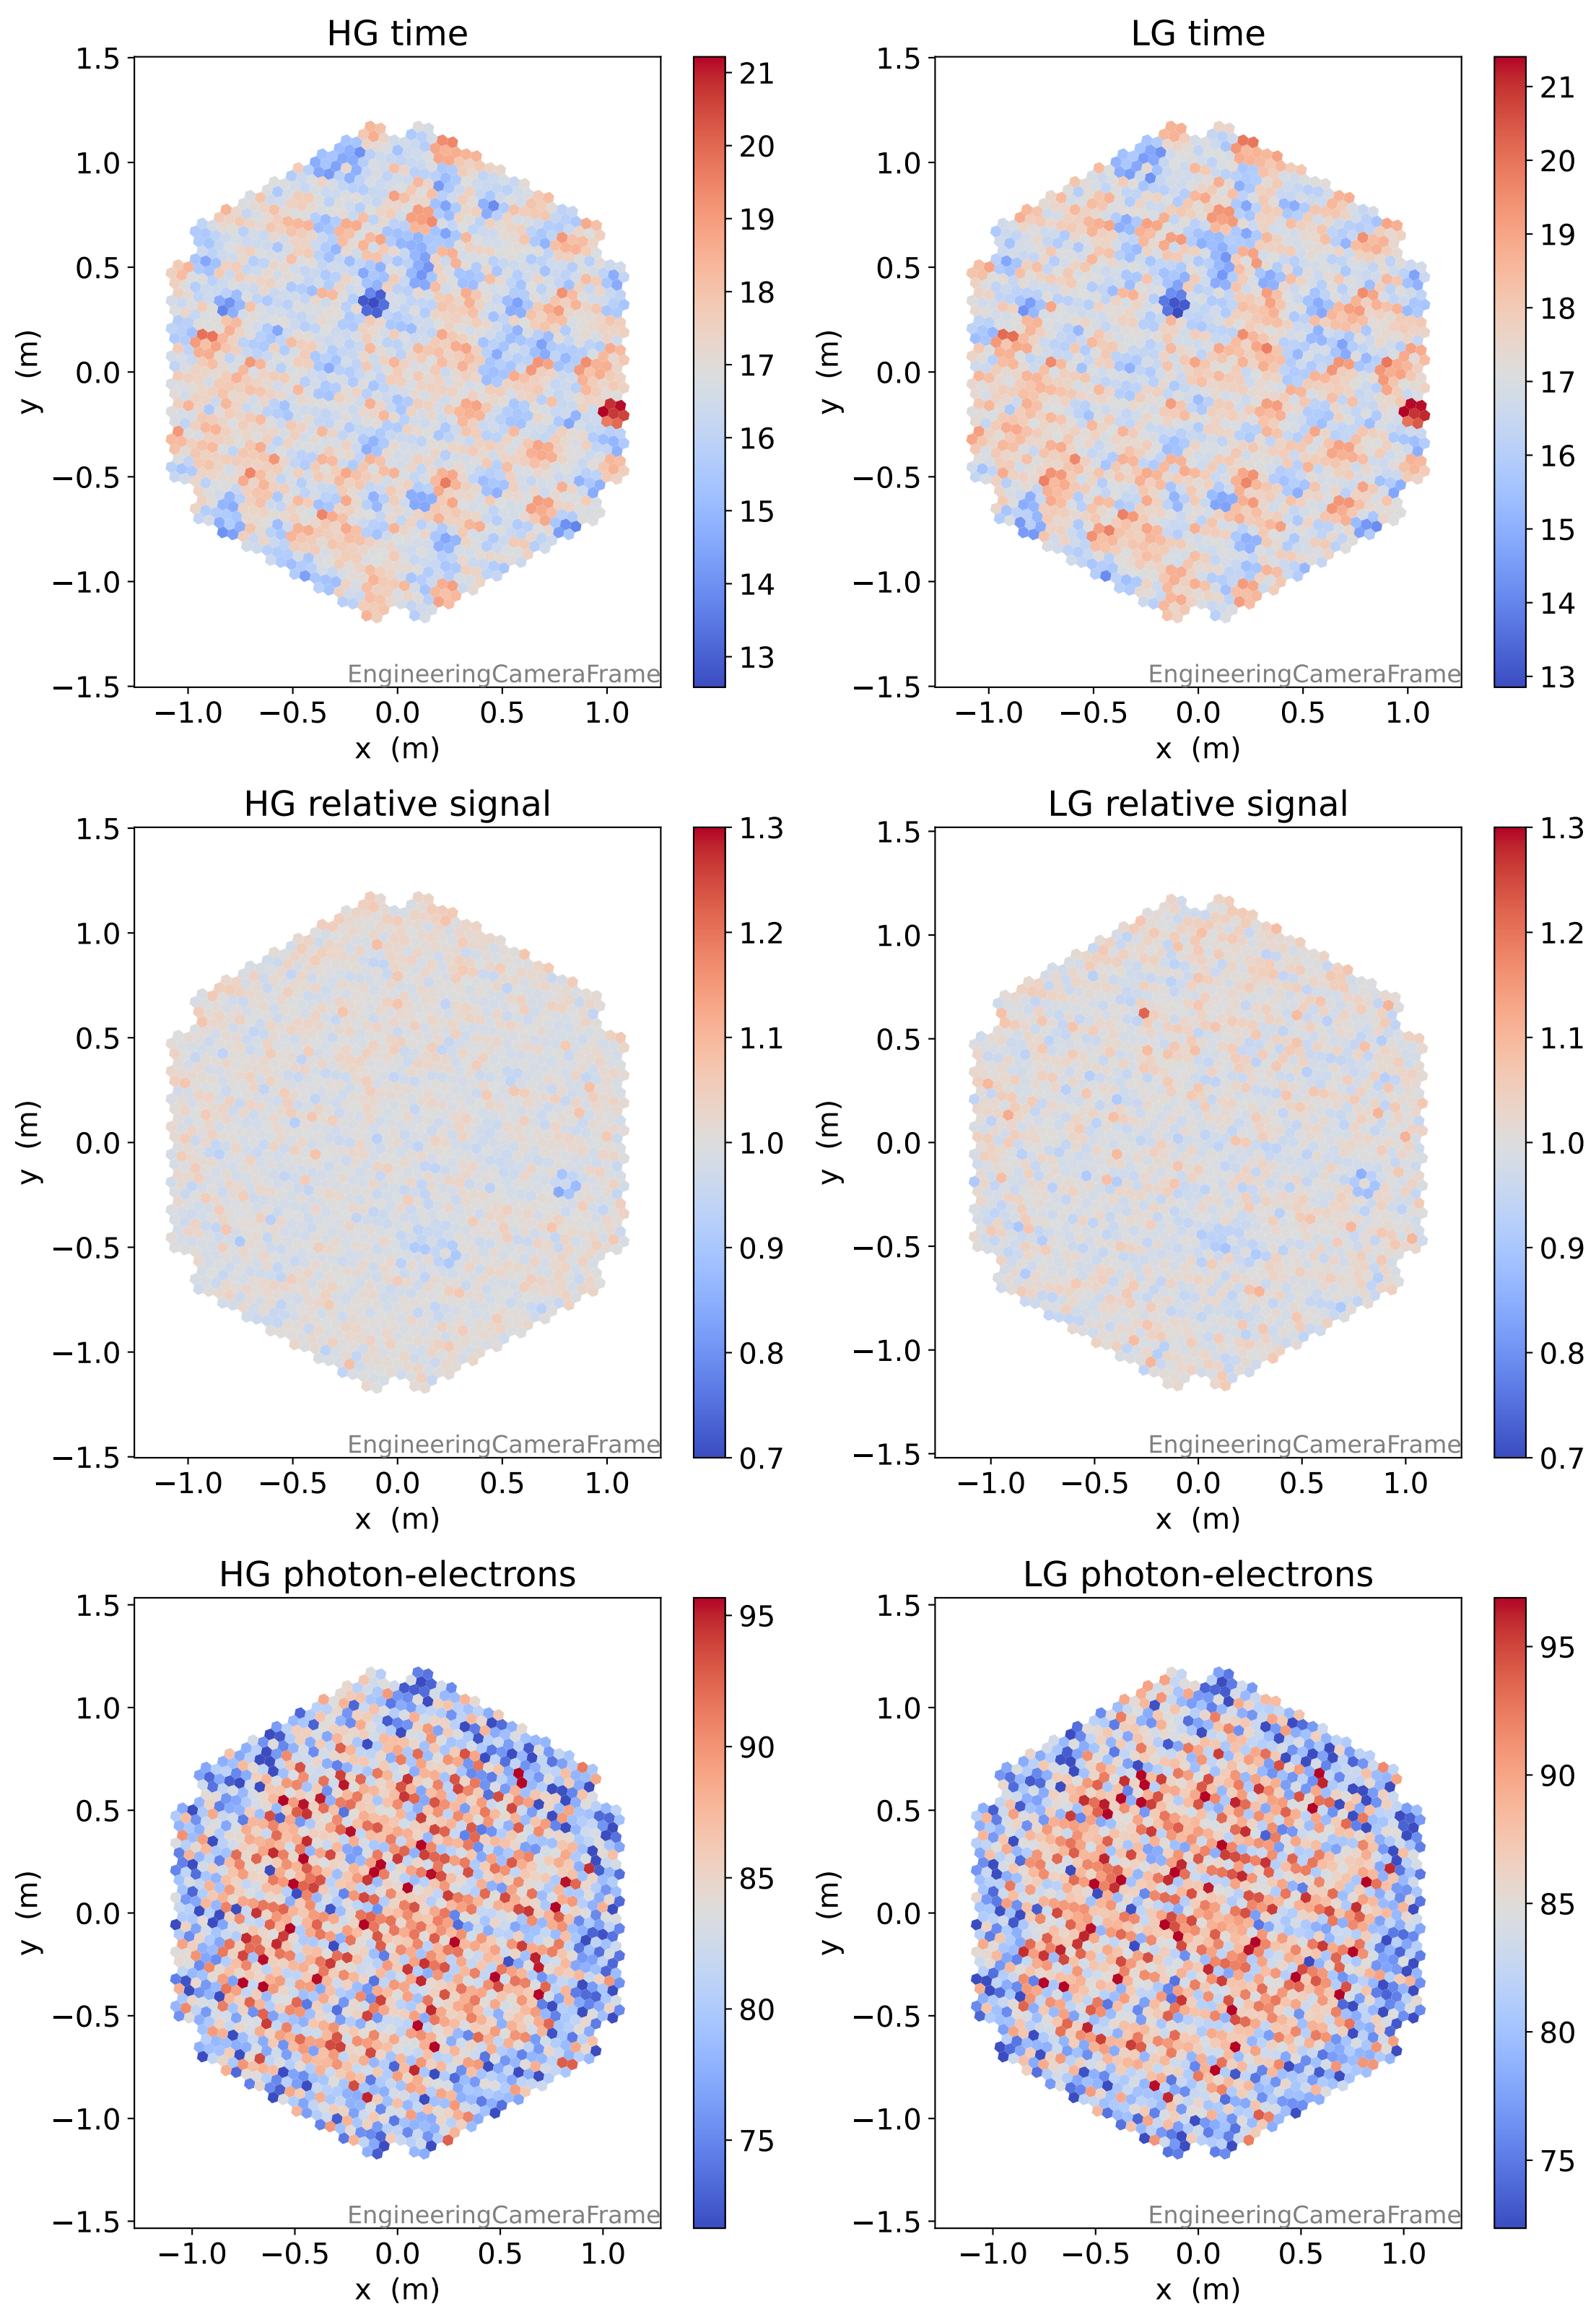 HG time
LG time
1.5
1.0
0.5
0.0
−0.5
−1.0
−1.5
y (m)
EngineeringCameraFrame
−1.0 −0.5 0.0 0.5 1.0
x (m)
21
20
19
18
17
16
15
14
13
1.5
1.0
0.5
0.0
−0.5
−1.0
−1.5
y (m)
EngineeringCameraFrame
−1.0 −0.5 0.0 0.5 1.0
x (m)
21
20
19
18
17
16
15
14
13
HG relative signal
LG relative signal
1.5
1.0
0.5
0.0
−0.5
−1.0
−1.5
y (m)
EngineeringCameraFrame
−1.0 −0.5 0.0 0.5 1.0
x (m)
1.3
1.2
1.1
1.0
0.9
0.8
0.7
1.5
1.0
0.5
0.0
−0.5
−1.0
−1.5
y (m)
EngineeringCameraFrame
−1.0 −0.5 0.0 0.5 1.0
x (m)
1.3
1.2
1.1
1.0
0.9
0.8
0.7
HG photon-electrons
LG photon-electrons
1.5
1.0
0.5
0.0
−0.5
−1.0
−1.5
y (m)
EngineeringCameraFrame
−1.0 −0.5 0.0 0.5 1.0
x (m)
95
90
85
80
75
1.5
1.0
0.5
0.0
−0.5
−1.0
−1.5
y (m)
EngineeringCameraFrame
−1.0 −0.5 0.0 0.5 1.0
x (m)
95
90
85
80
75